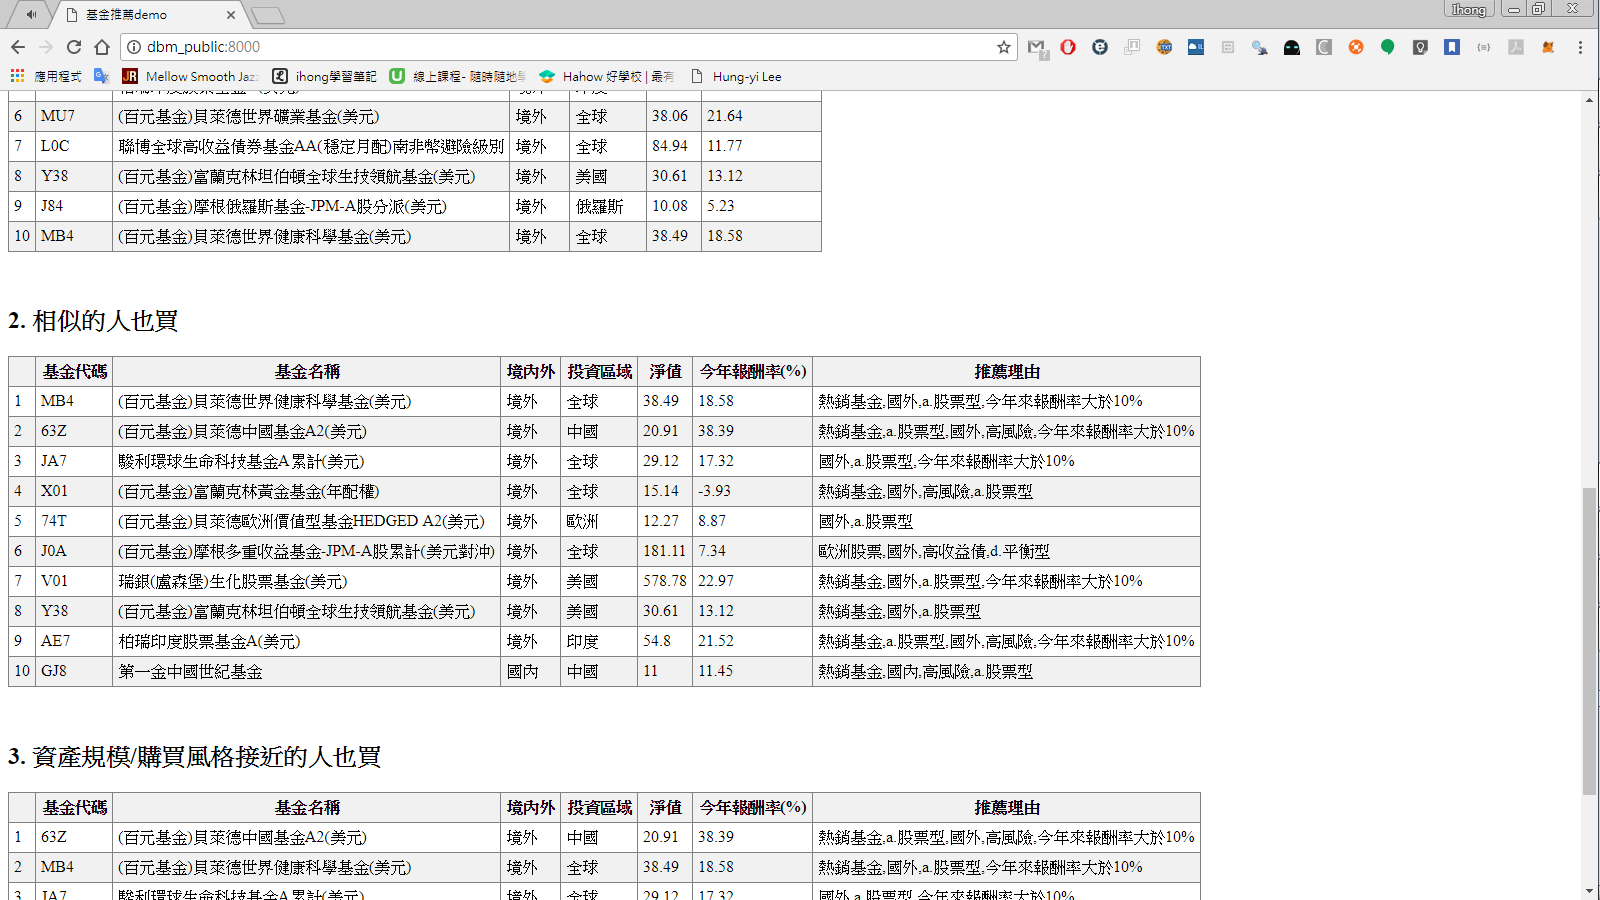 基金推薦demo
Ihong
dbm_public:8000
應用程式 Mellow Smooth Jaz ihong學習筆記 線上課程- 隨時隨地 Hahow 好學校 | 最有 Hung-yi Lee
6 MU7 (百元基金)貝萊德世界礦業基金(美元) 境外 全球 38.06 21.64
7 L0C 聯博全球高收益債券基金AA(穩定月配)南非幣避險級別 境外 全球 84.94 11.77
8 Y38 (百元基金)富蘭克林坦伯頓全球生技領航基金(美元) 境外 美國 30.61 13.12
9 J84 (百元基金)摩根俄羅斯基金-JPM-A股分派(美元) 境外 俄羅斯 10.08 5.23
10 MB4 (百元基金)貝萊德世界健康科學基金(美元) 境外 全球 38.49 18.58
2. 相似的人也買
基金代碼 基金名稱 境內外 投資區域 淨值 今年報酬率(%) 推薦理由
1 MB4 (百元基金)貝萊德世界健康科學基金(美元) 境外 全球 38.49 18.58 熱銷基金,國外,a.股票型,今年來報酬率大於10%
2 63Z (百元基金)貝萊德中國基金A2(美元) 境外 中國 20.91 38.39 熱銷基金,a.股票型,國外,高風險,今年來報酬率大於10%
3 JA7 駿利環球生命科技基金A累計(美元) 境外 全球 29.12 17.32 國外,a.股票型,今年來報酬率大於10%
4 X01 (百元基金)富蘭克林黃金基金(年配權) 境外 全球 15.14 -3.93 熱銷基金,國外,高風險,a.股票型
5 74T (百元基金)貝萊德歐洲價值型基金HEDGED A2(美元) 境外 歐洲 12.27 8.87 國外,a.股票型
6 J0A (百元基金)摩根多重收益基金-JPM-A股累計(美元對沖) 境外 全球 181.11 7.34 歐洲股票,國外,高收益債,d.平衡型
7 V01 瑞銀(盧森堡)生化股票基金(美元) 境外 美國 578.78 22.97 熱銷基金,國外,a.股票型,今年來報酬率大於10%
8 Y38 (百元基金)富蘭克林坦伯頓全球生技領航基金(美元) 境外 美國 30.61 13.12 熱銷基金,國外,a.股票型
9 AE7 柏瑞印度股票基金A(美元) 境外 印度 54.8 21.52 熱銷基金,a.股票型,國外,高風險,今年來報酬率大於10%
10 GJ8 第一金中國世紀基金 國內 中國 11 11.45 熱銷基金,國內,高風險,a.股票型
3. 資產規模/購買風格接近的人也買
基金代碼 基金名稱 境內外 投資區域 淨值 今年報酬率(%) 推薦理由
1 63Z (百元基金)貝萊德中國基金A2(美元) 境外 中國 20.91 38.39 熱銷基金,a.股票型,國外,高風險,今年來報酬率大於10%
2 MB4 (百元基金)貝萊德世界健康科學基金(美元) 境外 全球 38.49 18.58 熱銷基金,國外,a.股票型,今年來報酬率大於10%
3 JA7 駿利環球生命科技基金A累計(美元) 境外 全球 29.12 17.32 國外,a.股票型,今年來報酬率大於10%